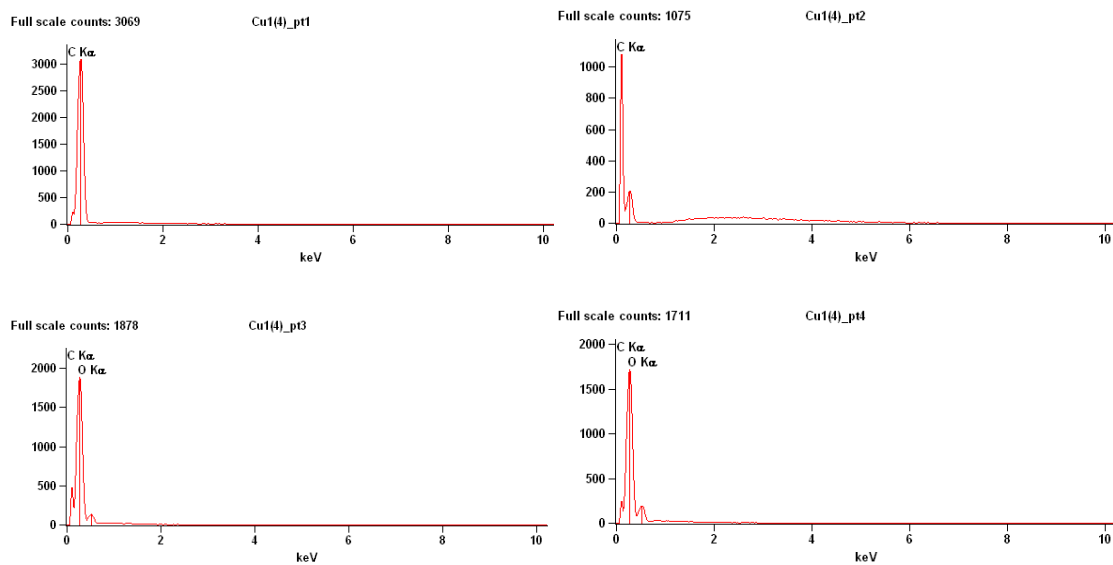 Full scale counts: 3069 Cu1(4)_pt1
C Kα
3000
2500
2000
1500
1000
500
0
0 2 4 6 8 10
keV
Full scale counts: 1075 Cu1(4)_pt2
C Kα
1000
800
600
400
200
0
0 2 4 6 8 10
keV
Full scale counts: 1878 Cu1(4)_pt3
C Kα
O Kα
2000
1500
1000
500
0
0 2 4 6 8 10
keV
Full scale counts: 1711 Cu1(4)_pt4
2000
C Kα
O Kα
1500
1000
500
0
0 2 4 6 8 10
keV